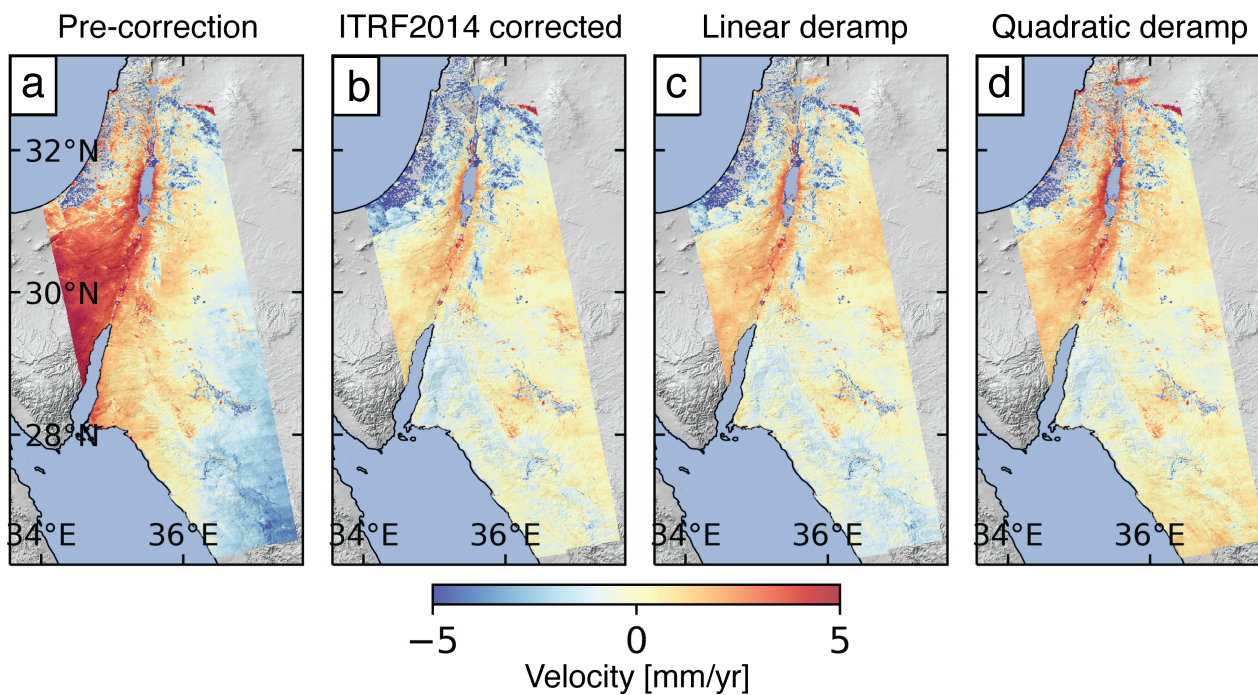 Pre-correction ITRF2014 corrected Linear deramp Quadratic deramp
a b c d
32°N
30°N
28°N
34°E 36°E 34°E 36°E 34°E 36°E 34°E 36°E
−5 0 5
Velocity [mm/yr]